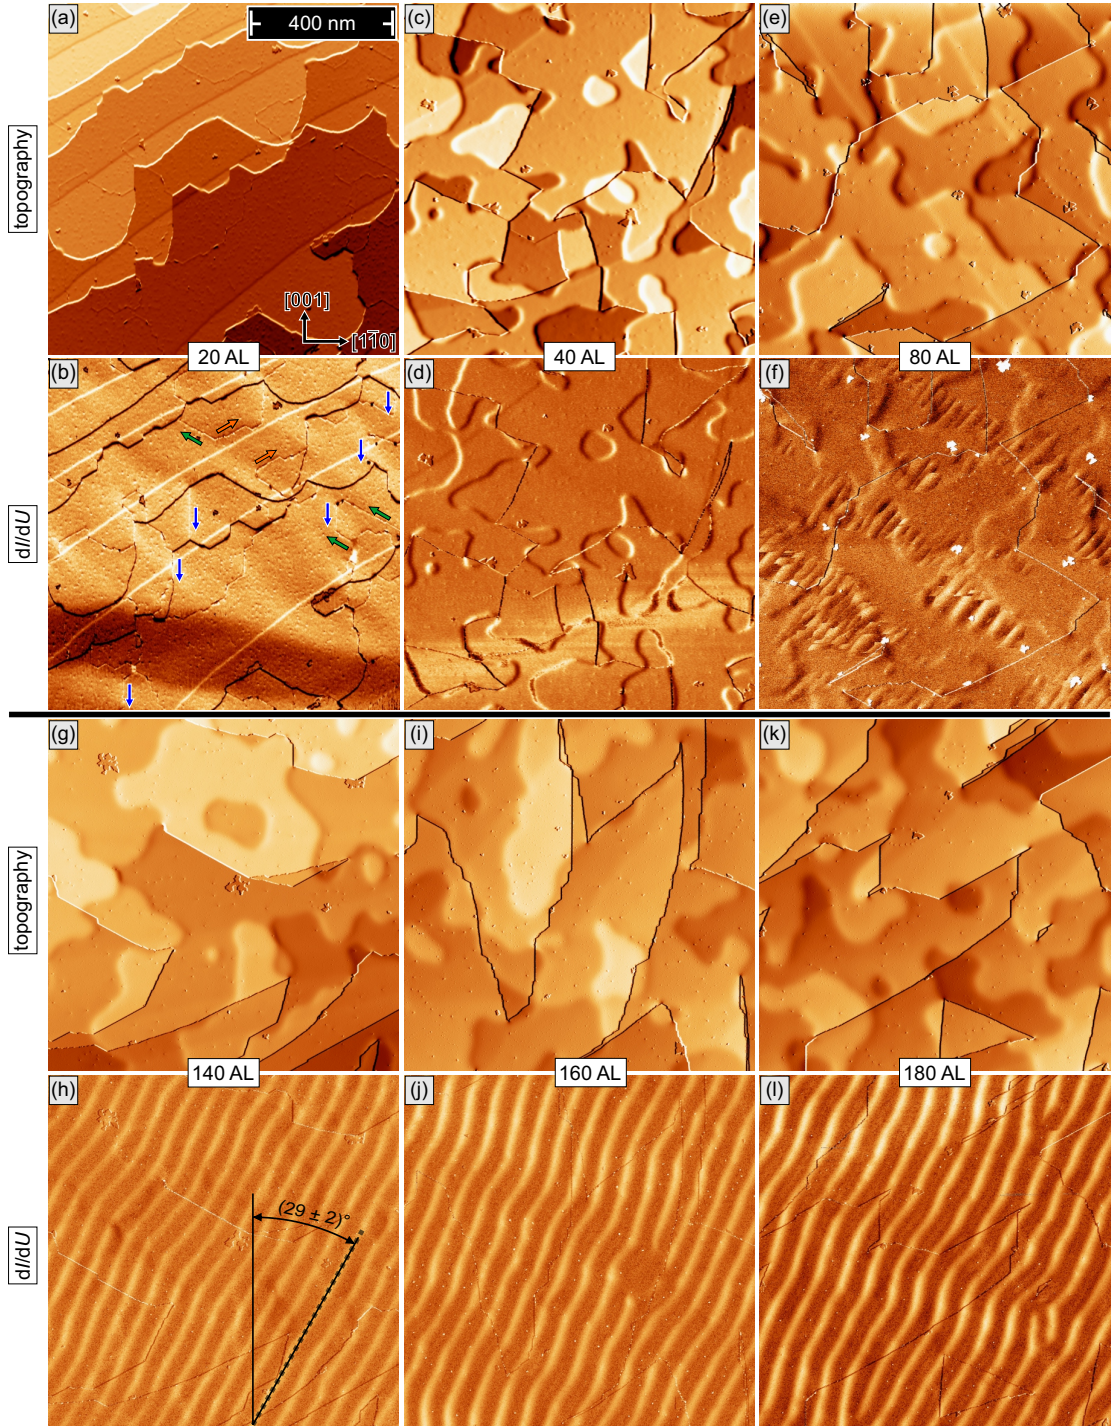 (a)
400 nm
(c)
(e)
topography
[001]
[11̅0]
20 AL
40 AL
80 AL
(b)
(d)
(f)
dI/dU
(g)
(i)
(k)
topography
140 AL
160 AL
180 AL
(h)
(j)
(l)
(29 ± 2)°
dI/dU